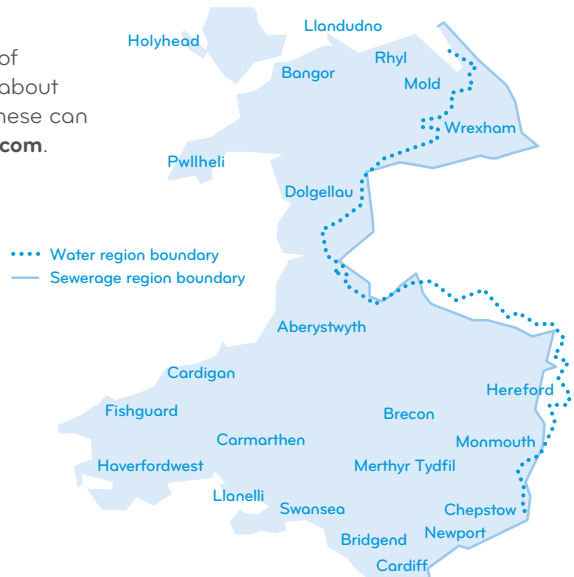 of
about
hese can
com.
Llandudno
Holyhead
Rhyl
Bangor
Mold
Wrexham
Pwllheli
Dolgellau
Water region boundary
Sewerage region boundary
Aberystwyth
Cardigan
Hereford
Fishguard
Brecon
Carmarthen
Monmouth
Haverfordwest
Merthyr Tydfil
Llanelli
Swansea
Chepstow
Newport
Bridgend
Cardiff